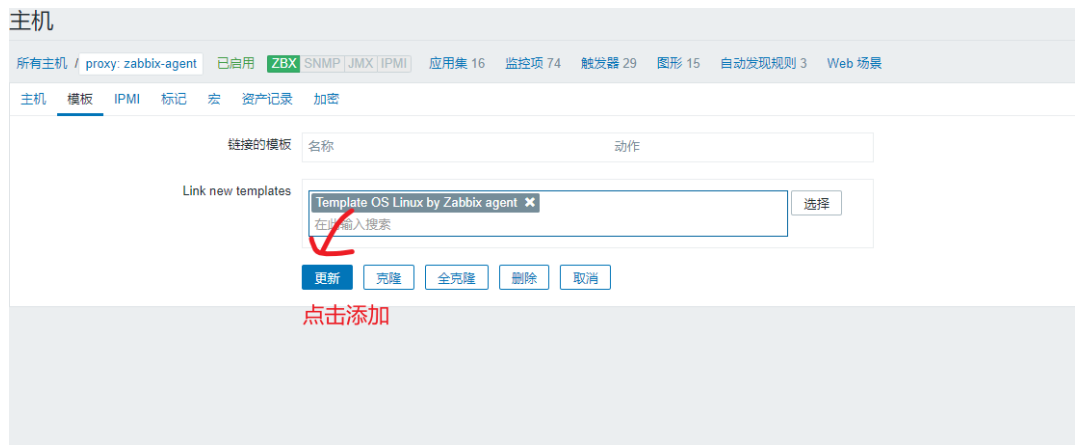 主机
所有主机 / proxy: zabbix-agent 已启用 ZBX SNMP JMX IPMI 应用集 16 监控项 74 触发器 29 图形 15 自动发现规则 3 Web 场景
主机 模板 IPMI 标记 宏 资产记录 加密
链接的模板 名称 动作
Link new templates Template OS Linux by Zabbix agent ✖ 选择
在此输入搜索
更新 克隆 全克隆 删除 取消
点击添加